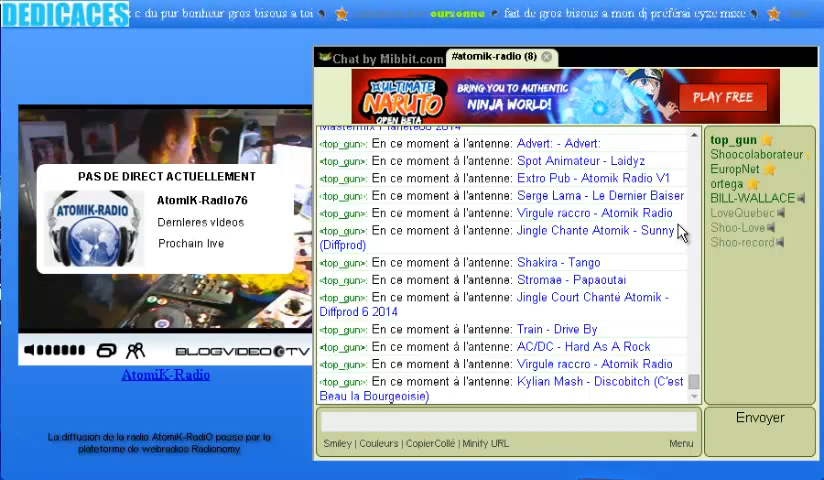 DEDICACES
c du pur bonheur gros bisous a toi
oursonne
fait de gros bisous a mon dj préférai eyze mixe
Chat by Mibbit.com
#atomik-radio (8)
ULTIMATE
NARUTO
OPEN BETA
BRING YOU TO AUTHENTIC
NINJA WORLD!
PLAY FREE
PAS DE DIRECT ACTUELLEMENT
AtomIK-RadIo76
Dernieres videos
Prochain live
ATOMIK-RADIO
BLOGVIDEO TV
AtomiK-Radio
La diffusion de la radio AtomiK-RadiO passe par la
plateforme de webradios Radionomy
Mastermix Planete80 2014
<top_gun>: En ce moment à l'antenne: Advert: - Advert:
<top_gun>: En ce moment à l'antenne: Spot Animateur - Laidyz
<top_gun>: En ce moment à l'antenne: Extro Pub - Atomik Radio V1
<top_gun>: En ce moment à l'antenne: Serge Lama - Le Dernier Baiser
<top_gun>: En ce moment à l'antenne: Virgule raccro - Atomik Radio
<top_gun>: En ce moment à l'antenne: Jingle Chante Atomik - Sunny
(Diffprod)
<top_gun>: En ce moment à l'antenne: Shakira - Tango
<top_gun>: En ce moment à l'antenne: Stromae - Papaoutai
<top_gun>: En ce moment à l'antenne: Jingle Court Chanté Atomik -
Diffprod 6 2014
<top_gun>: En ce moment à l'antenne: Train - Drive By
<top_gun>: En ce moment à l'antenne: AC/DC - Hard As A Rock
<top_gun>: En ce moment à l'antenne: Virgule raccro - Atomik Radio
<top_gun>: En ce moment à l'antenne: Kylian Mash - Discobitch (C'est
Beau la Bourgeoisie)
top_gun
Shoocolaborateur
EuropNet
ortega
BILL-WALLACE
LoveQuebec
Shoo-Love
Shoo-record
Envoyer
Smiley | Couleurs | CopierCollé | Minify URL
Menu